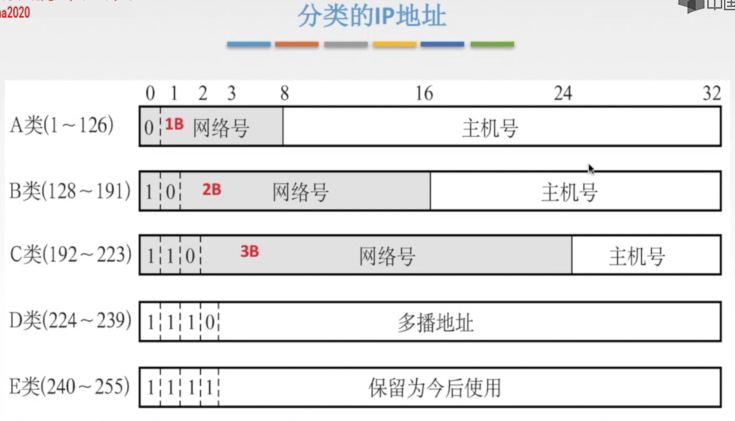 a2020
中国
分类的IP地址
0 1 2 3 8 16 24 32
A类(1～126) 0 1B 网络号 主机号
B类(128～191) 1 0 2B 网络号 主机号
C类(192～223) 1 1 0 3B 网络号 主机号
D类(224～239) 1 1 1 0 多播地址
E类(240～255) 1 1 1 1 保留为今后使用